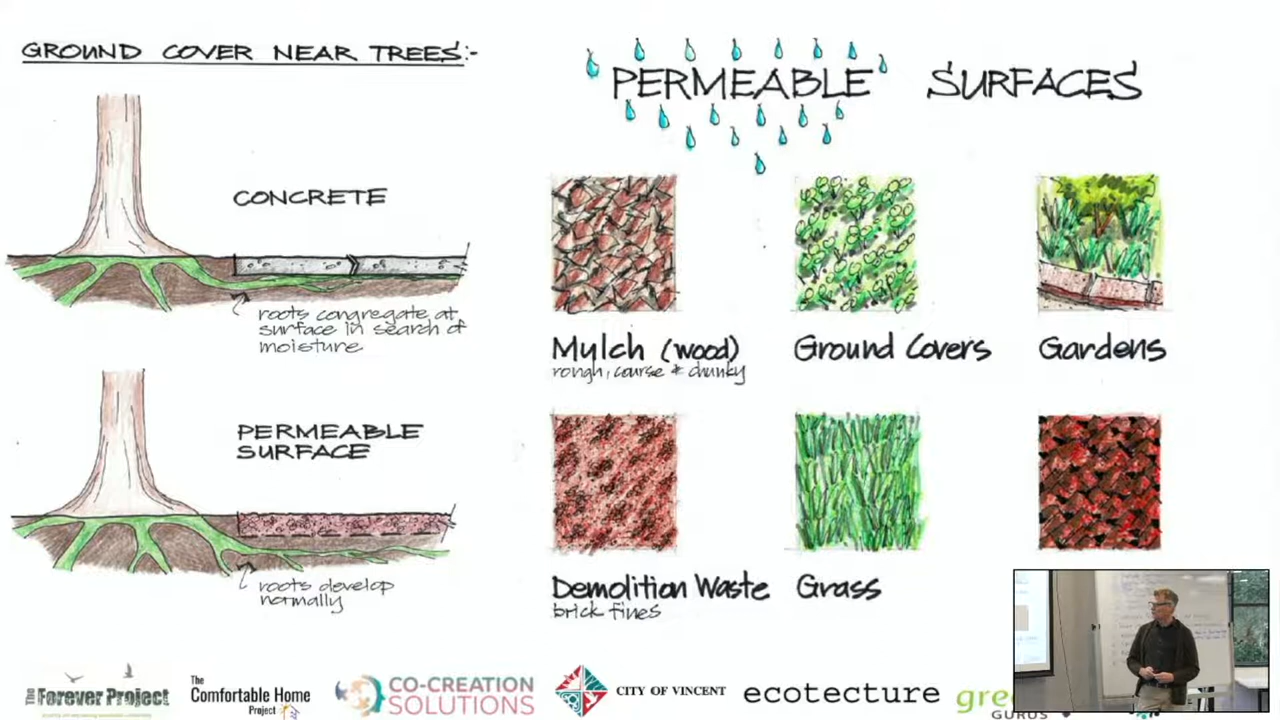 GROUND COVER NEAR TREES:-
CONCRETE
roots congregate at
surface in search of
moisture
PERMEABLE
SURFACE
roots develop
normally
PERMEABLE SURFACES
Mylch (wood)
rough, course & chunky
Ground Covers
Gardens
Demolition Waste
brick fines
Grass
The Forever Project
The
Comfortable Home
Project
CO-CREATION
SOLUTIONS
CITY OF VINCENT
ecotecture
GURUS